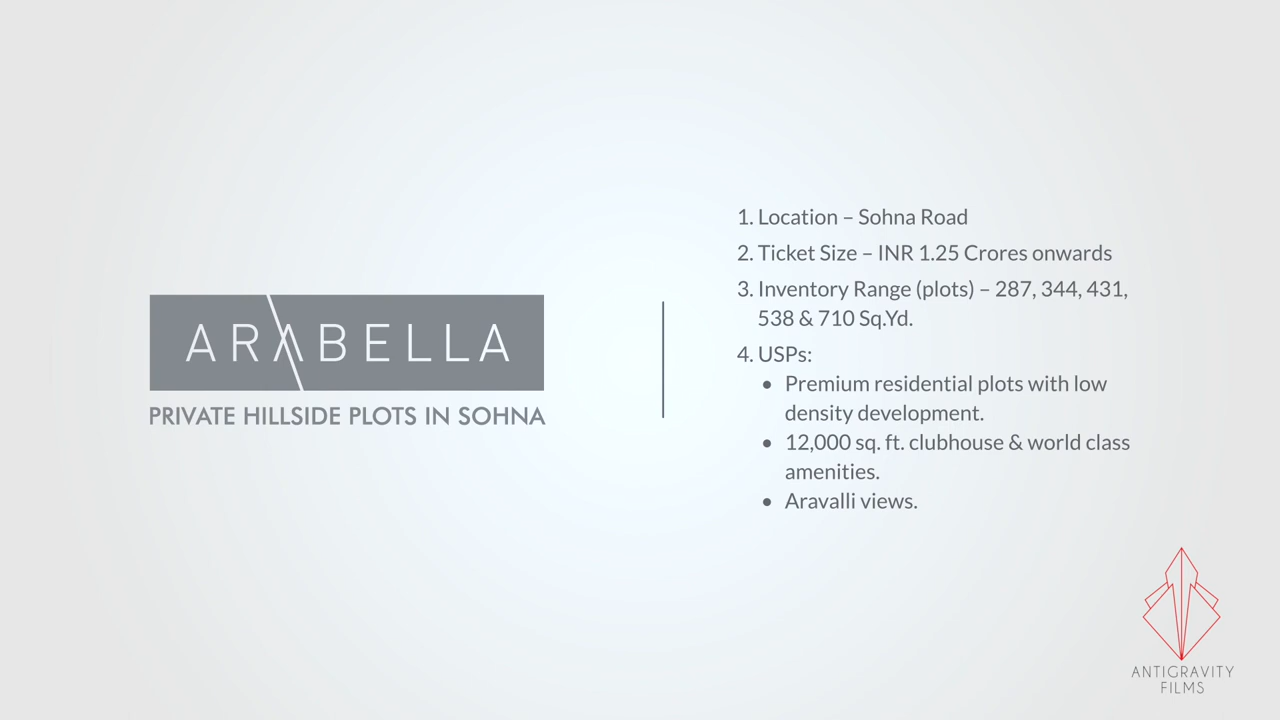 ARABELLA
PRIVATE HILLSIDE PLOTS IN SOHNA
1. Location – Sohna Road
2. Ticket Size – INR 1.25 Crores onwards
3. Inventory Range (plots) – 287, 344, 431,
538 & 710 Sq.Yd.
4. USPs:
• Premium residential plots with low
density development.
• 12,000 sq. ft. clubhouse & world class
amenities.
• Aravalli views.
ANTIGRAVITY
FILMS